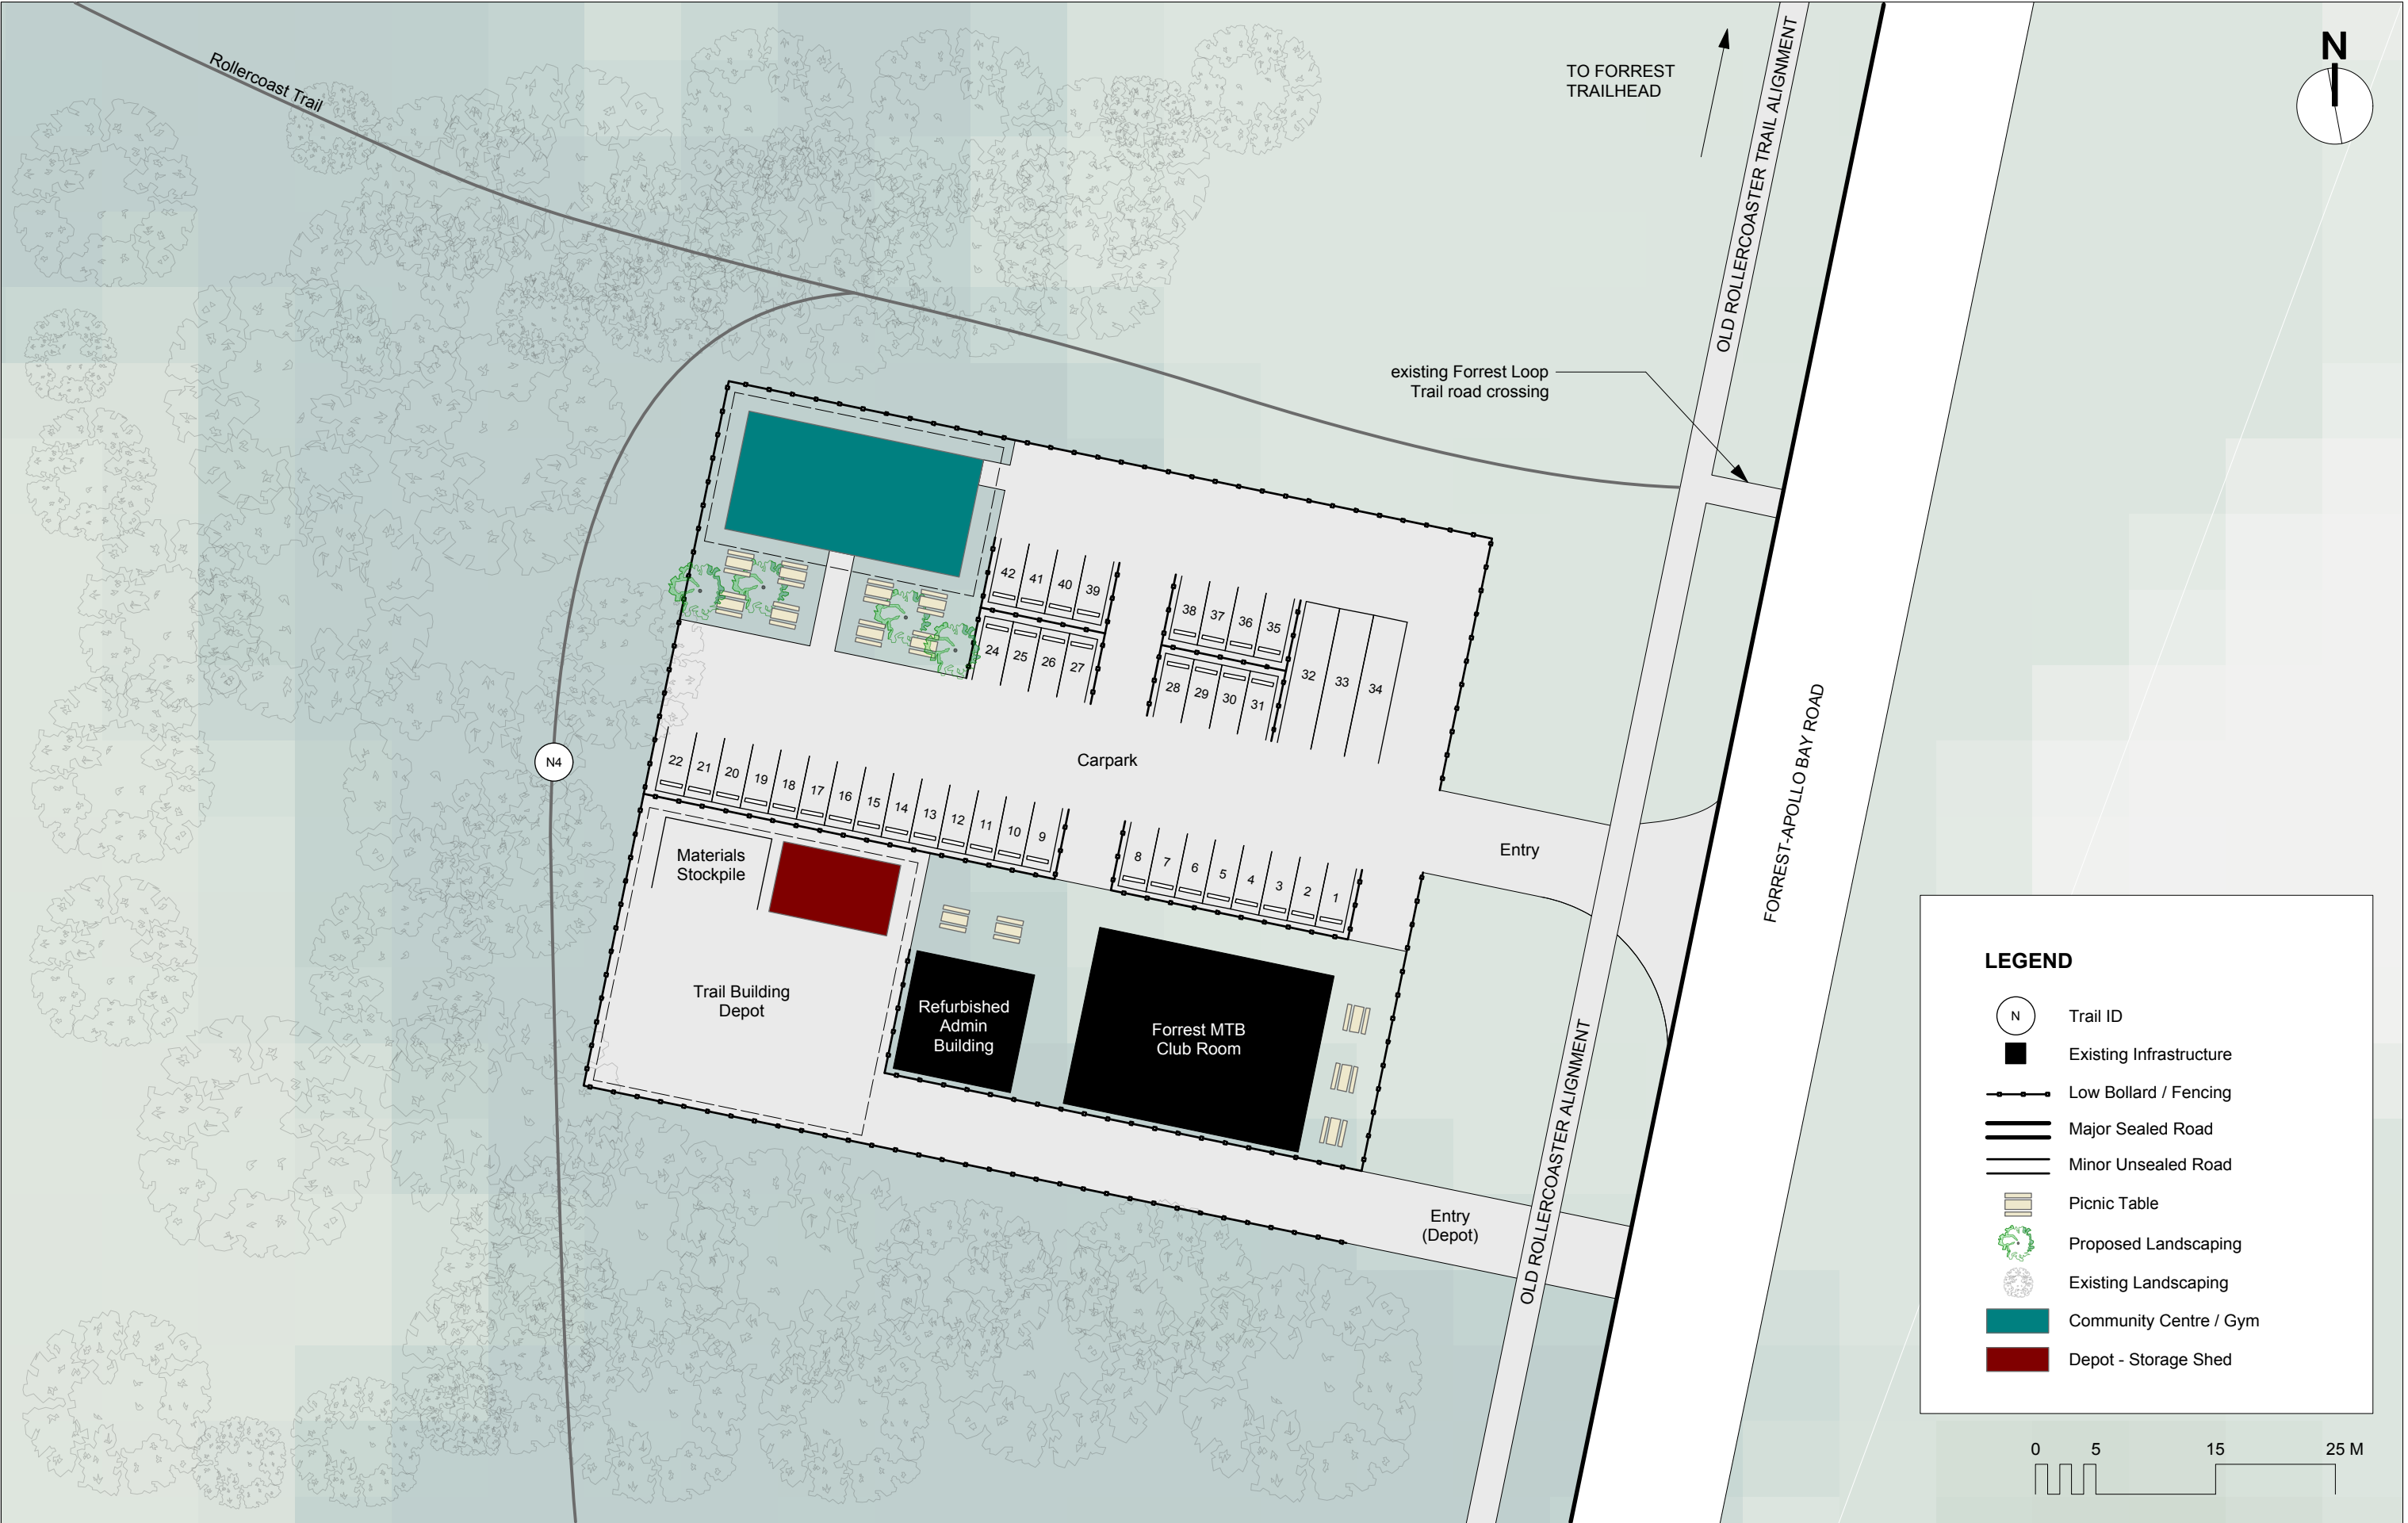 Rollercoast Trail
TO FORREST
TRAILHEAD
OLD ROLLERCOASTER TRAIL ALIGNMENT
N
existing Forrest Loop
Trail road crossing
42 41 40 39
38 37 36 35
24 25 26 27
28 29 30 31
32 33 34
N4
Carpark
22 21 20 19 18 17 16 15 14 13 12 11 10 9
8 7 6 5 4 3 2 1
Entry
FORREST-APOLLO BAY ROAD
Materials
Stockpile
Trail Building
Depot
Refurbished
Admin
Building
Forrest MTB
Club Room
OLD ROLLERCOASTER ALIGNMENT
Entry
(Depot)
LEGEND
N Trail ID
Existing Infrastructure
Low Bollard / Fencing
Major Sealed Road
Minor Unsealed Road
Picnic Table
Proposed Landscaping
Existing Landscaping
Community Centre / Gym
Depot - Storage Shed
0 5 15 25 M